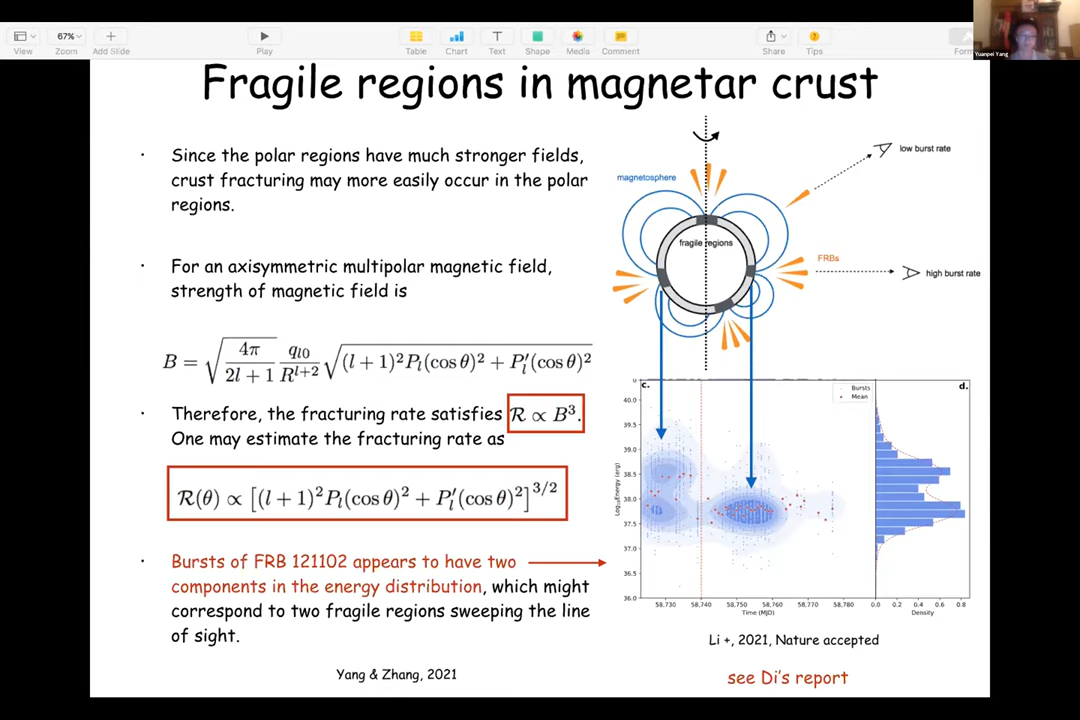 View
67%
Zoom
Add Slide
Play
Table
Chart
Text
Shape
Media
Comment
Share
Tips
Form
Yuanpei Yang
Fragile regions in magnetar crust
· Since the polar regions have much stronger fields,
crust fracturing may more easily occur in the polar
regions.
· For an axisymmetric multipolar magnetic field,
strength of magnetic field is
B = √(4π/(2l + 1)) q_{l0}/R^{l+2} √((l + 1)²P_l(cos θ)² + P′_l(cos θ)²)
· Therefore, the fracturing rate satisfies R ∝ B³.
One may estimate the fracturing rate as
R(θ) ∝ [(l + 1)²P_l(cos θ)² + P′_l(cos θ)²]^{3/2}
· Bursts of FRB 121102 appears to have two
components in the energy distribution, which might
correspond to two fragile regions sweeping the line
of sight.
Yang & Zhang, 2021
magnetosphere
low burst rate
fragile regions
FRBs
high burst rate
c.
Bursts
Mean
d.
40.0
39.5
39.0
38.5
38.0
37.5
37.0
36.5
36.0
Log₁₀Energy (erg)
58,730 58,740 58,750 58,760 58,770 58,780
Time (MJD)
0.0 0.2 0.4 0.6 0.8
Density
Li +, 2021, Nature accepted
see Di's report